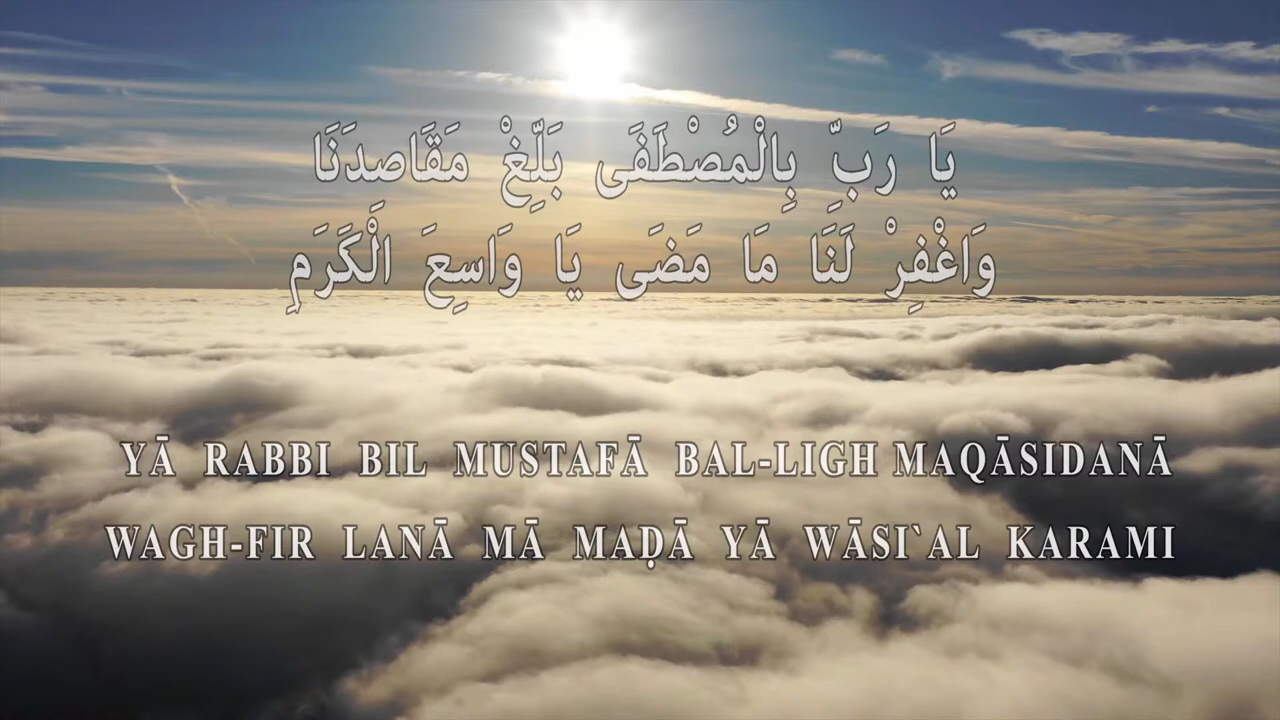 يَا رَبِّ بِالْمُصْطَفَى بَلِّغْ مَقَاصِدَنَا
وَاغْفِرْ لَنَا مَا مَضَى يَا وَاسِعَ الْكَرَمِ
YĀ RABBI BIL MUSTAFĀ BAL-LIGH MAQĀSIDANĀ
WAGH-FIR LANĀ MĀ MAḌĀ YĀ WĀSI`AL KARAMI